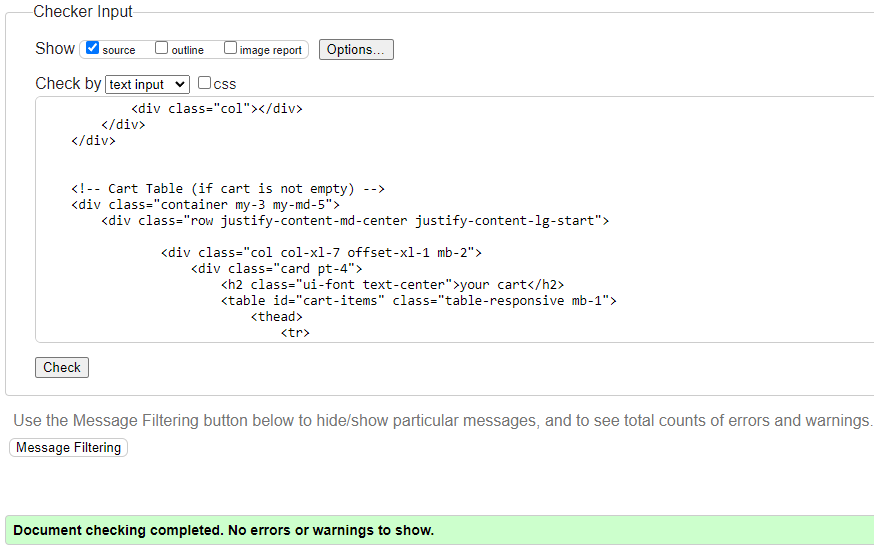 Checker Input
Show source outline image report Options...
Check by text input css
<div class="col"></div>
</div>
</div>
<!-- Cart Table (if cart is not empty) -->
<div class="container my-3 my-md-5">
<div class="row justify-content-md-center justify-content-lg-start">
<div class="col col-xl-7 offset-xl-1 mb-2">
<div class="card pt-4">
<h2 class="ui-font text-center">your cart</h2>
<table id="cart-items" class="table-responsive mb-1">
<thead>
<tr>
Check
Use the Message Filtering button below to hide/show particular messages, and to see total counts of errors and warnings.
Message Filtering
Document checking completed. No errors or warnings to show.